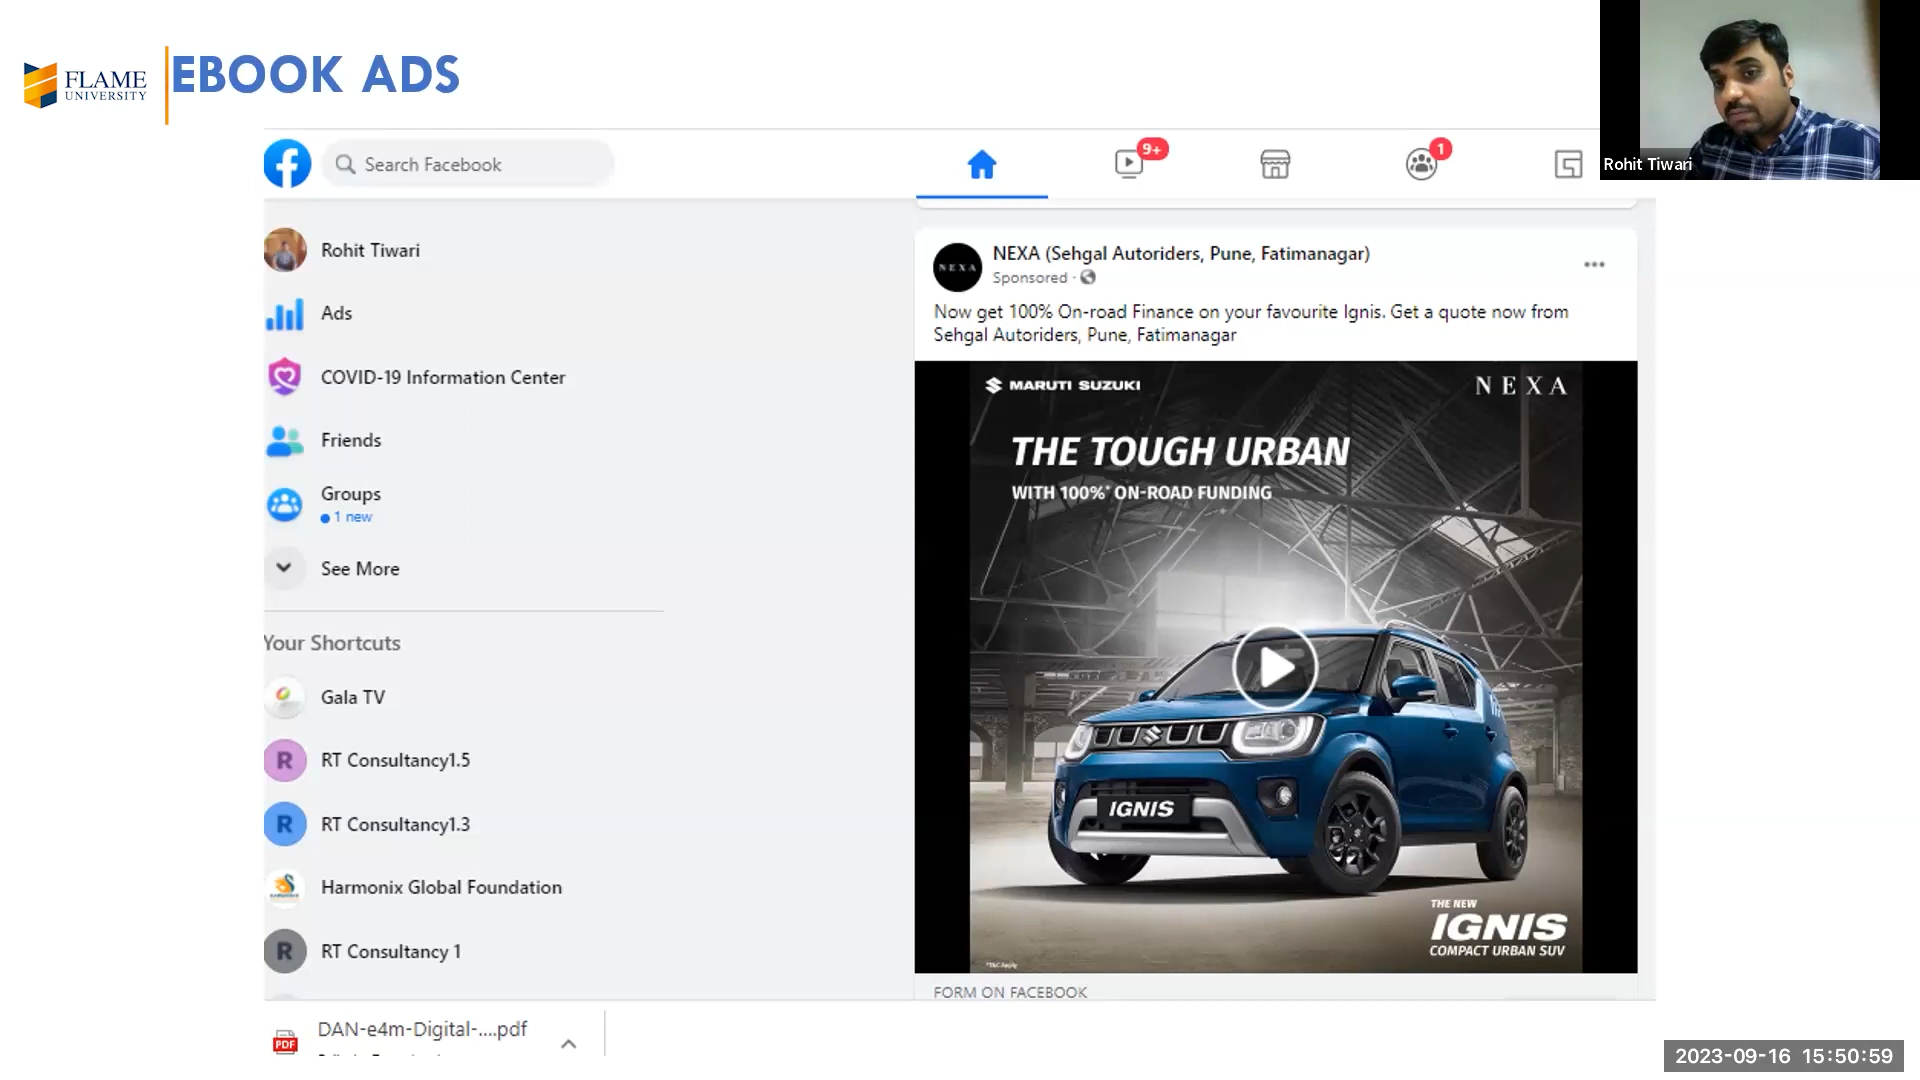 FLAME
UNIVERSITY
EBOOK ADS
Rohit Tiwari
Search Facebook
9+
1
Rohit Tiwari
Ads
COVID-19 Information Center
Friends
Groups
1 new
See More
Your Shortcuts
Gala TV
R
RT Consultancy1.5
R
RT Consultancy1.3
Harmonix Global Foundation
R
RT Consultancy 1
NEXA
NEXA (Sehgal Autoriders, Pune, Fatimanagar)
Sponsored ·
Now get 100% On-road Finance on your favourite Ignis. Get a quote now from
Sehgal Autoriders, Pune, Fatimanagar
MARUTI SUZUKI
NEXA
THE TOUGH URBAN
WITH 100%* ON-ROAD FUNDING
IGNIS
THE NEW
IGNIS
COMPACT URBAN SUV
*T&C Apply
FORM ON FACEBOOK
PDF
DAN-e4m-Digital-....pdf
2023-09-16 15:50:59